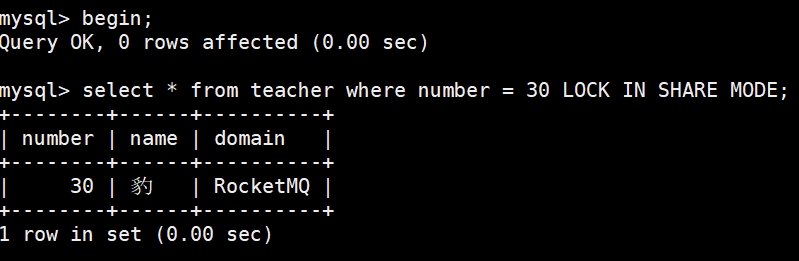 mysql> begin;
Query OK, 0 rows affected (0.00 sec)
mysql> select * from teacher where number = 30 LOCK IN SHARE MODE;
+--------+------+----------+
| number | name | domain   |
+--------+------+----------+
|     30 | 豹   | RocketMQ |
+--------+------+----------+
1 row in set (0.00 sec)